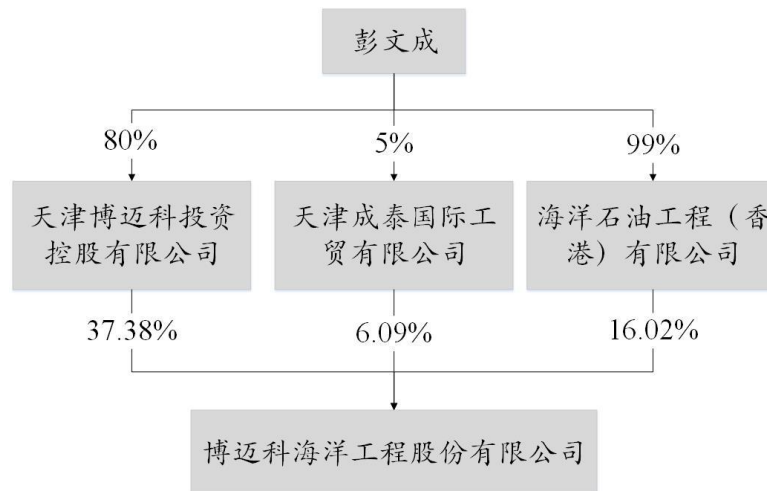 彭文成
80%
5%
99%
天津博迈科投资
控股有限公司
天津成泰国际工
贸有限公司
海洋石油工程（香
港）有限公司
37.38%
6.09%
16.02%
博迈科海洋工程股份有限公司